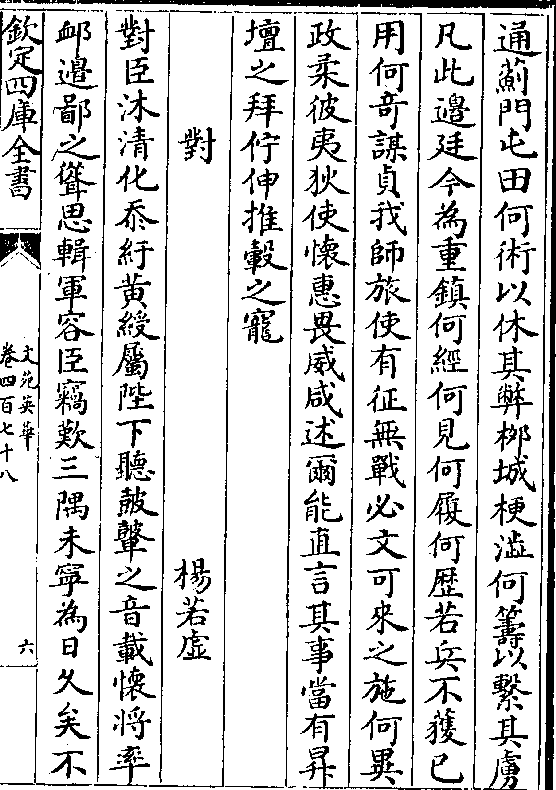 通薊門屯田何術以休其弊桞城梗澁何籌以繫其虜
凡此邉廷今為重鎮何經何見何履何歴若兵不獲已
用何奇謀貞我師旅使有征無戰必文可來之施何異
政柔彼夷狄使懷惠畏威咸述爾能直言其事當有昇
壇之拜佇伸推轂之寵
對
楊若虚
對臣沐清化忝紆黄綬屬陛下聽鼓鼙之音載懷將率
邮邉鄙之聳思輯軍容臣竊歎三隅未寧為日久矣不
欽定四庫全書
文苑英華
卷四百七十八
六